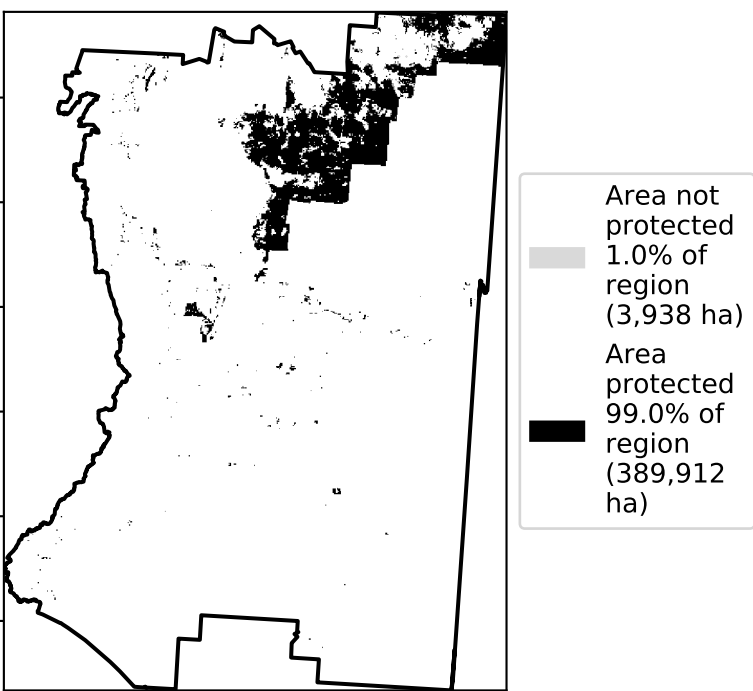 Area not
protected
1.0% of
region
(3,938 ha)
Area
protected
99.0% of
region
(389,912
ha)